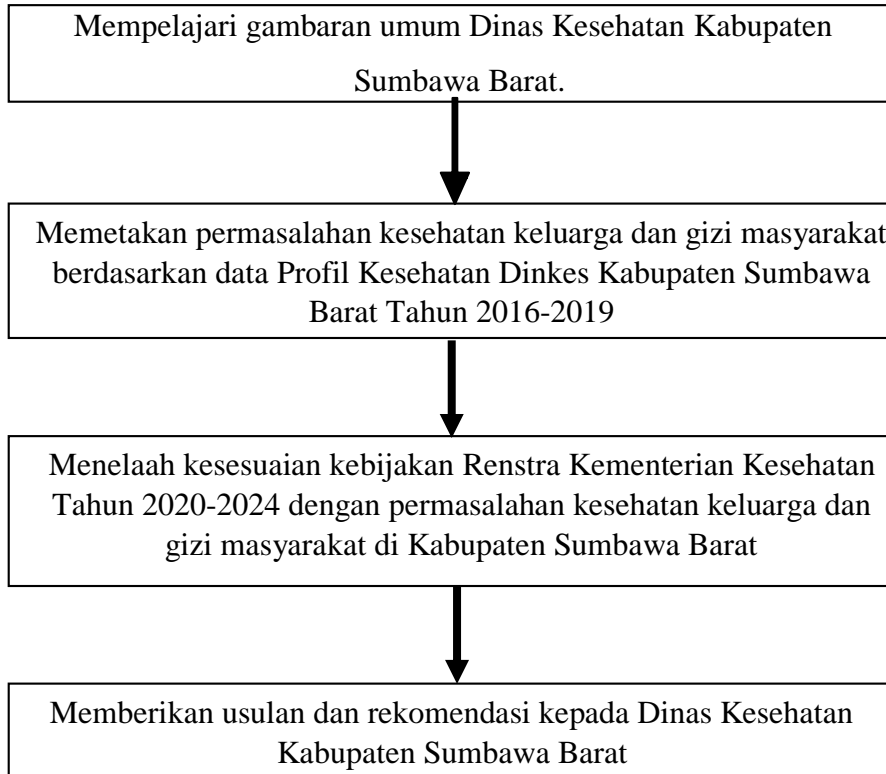 Mempelajari gambaran umum Dinas Kesehatan Kabupaten
Sumbawa Barat.
Memetakan permasalahan kesehatan keluarga dan gizi masyarakat
berdasarkan data Profil Kesehatan Dinkes Kabupaten Sumbawa
Barat Tahun 2016-2019
Menelaah kesesuaian kebijakan Renstra Kementerian Kesehatan
Tahun 2020-2024 dengan permasalahan kesehatan keluarga dan
gizi masyarakat di Kabupaten Sumbawa Barat
Memberikan usulan dan rekomendasi kepada Dinas Kesehatan
Kabupaten Sumbawa Barat